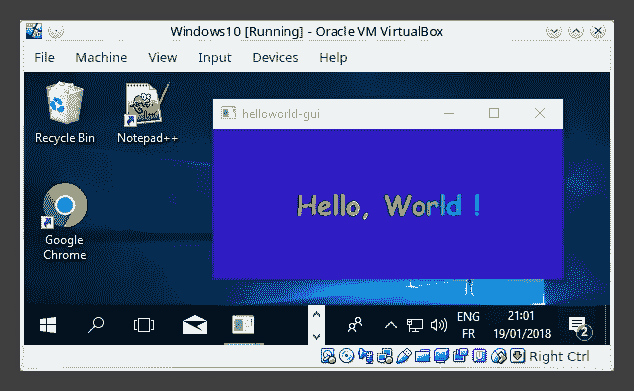 Windows10 [Running] - Oracle VM VirtualBox
File Machine View Input Devices Help
Recycle Bin
Notepad++
helloworld-gui
Hello, World !
Google
Chrome
ENG
FR
21:01
19/01/2018
2
Right Ctrl